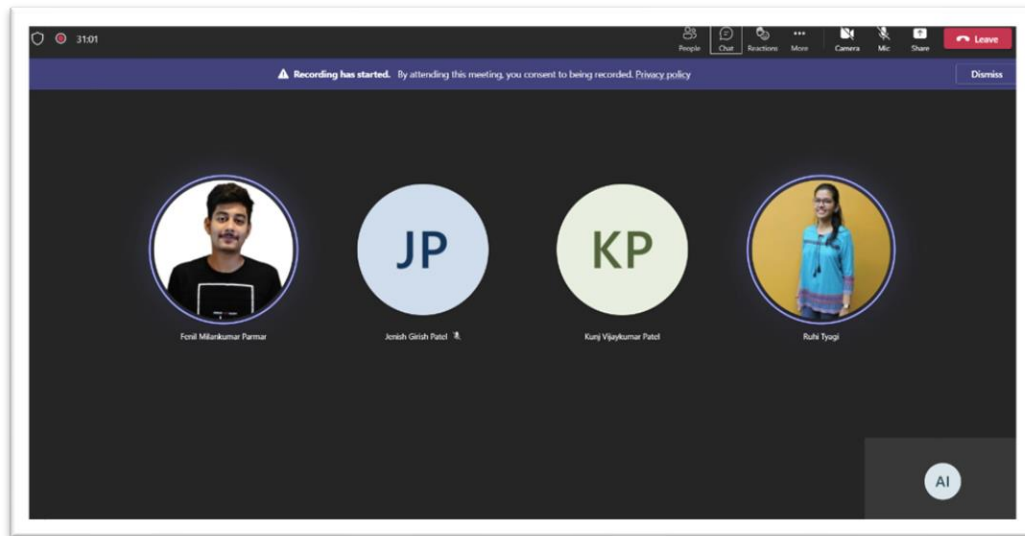 31:01
People Chat Reactions More Camera Mic Share Leave
Recording has started. By attending this meeting, you consent to being recorded. Privacy policy Dismiss
JP KP
Fenil Milankumar Parmar Jenish Girish Patel Kunj Vijaykumar Patel Ruhi Tyagi
AI